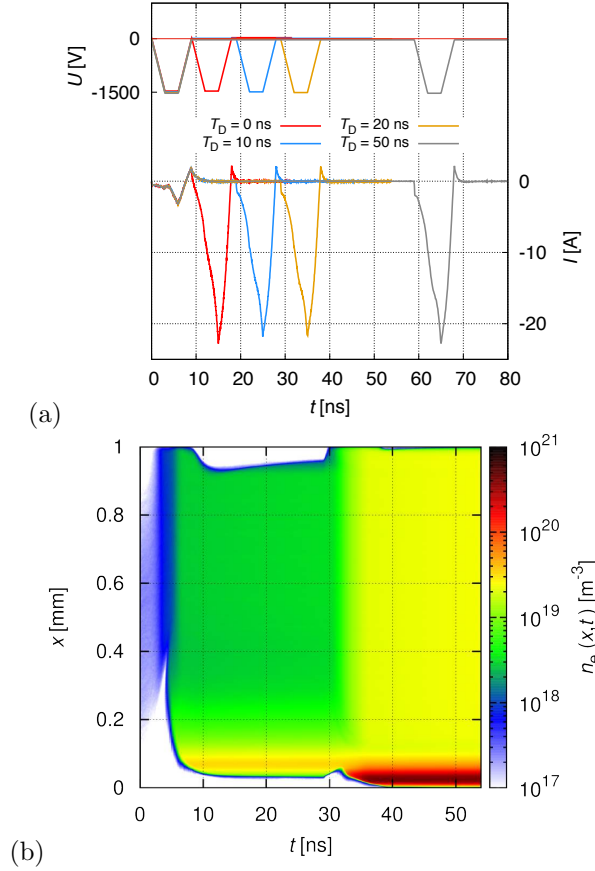 0
-1500
U [V]
T_D = 0 ns
T_D = 20 ns
T_D = 10 ns
T_D = 50 ns
0
-10
-20
I [A]
0 10 20 30 40 50 60 70 80
t [ns]
(a)
1
0.8
0.6
0.4
0.2
0
x [mm]
0 10 20 30 40 50
t [ns]
10^21
10^20
10^19
10^18
10^17
n_e (x,t) [m^-3]
(b)